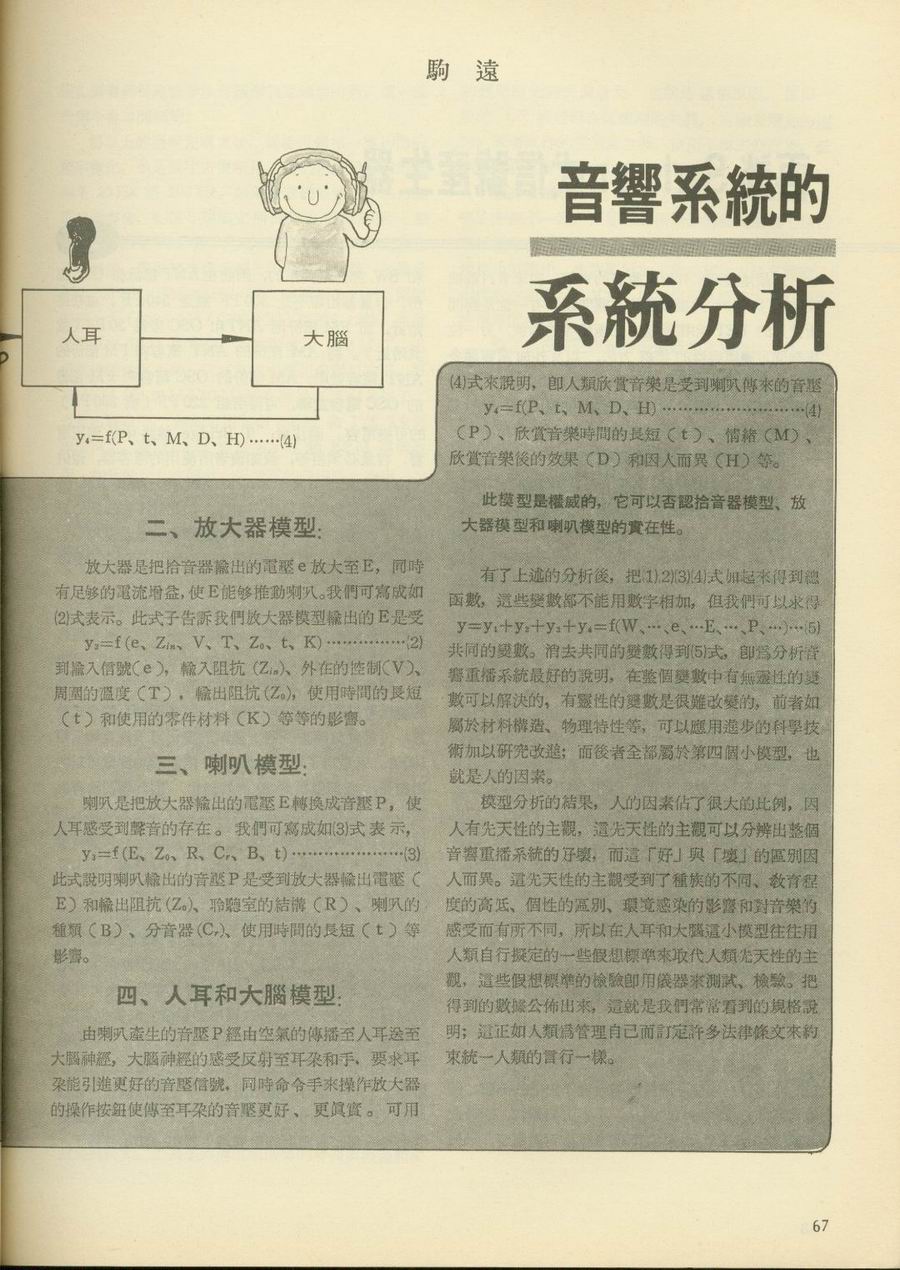 駒 遠
音響系統的
系統分析
人耳
大腦
y₄=f(P、t、M、D、H)……(4)
二、放大器模型:
放大器是把拾音器輸出的電壓e放大至E，同時
有足够的電流增益,使E能够推動喇叭。我們可寫成如
(2)式表示。此式子告訴我們放大器模型輸出的E是受
y₂=f(e、Zᵢₙ、V、T、Z₀、t、K)……………(2)
到輸入信號(e)，輸入阻抗(Zᵢₙ)、外在的控制(V)、
周圍的溫度(T)，輸出阻抗(Z₀)，使用時間的長短
(t)和使用的零件材料(K)等等的影響。
三、喇叭模型:
喇叭是把放大器輸出的電壓E轉換成音壓P，使
人耳感受到聲音的存在。我們可寫成如(3)式表示，
y₃=f(E、Z₀、R、Cᵣ、B、t)…………………(3)
此式說明喇叭輸出的音壓P是受到放大器輸出電壓(
E)和輸出阻抗(Z₀)、聆聽室的結構(R)、喇叭的
種類(B)、分音器(Cᵣ)、使用時間的長短(t)等
影響。
四、人耳和大腦模型:
由喇叭產生的音壓P經由空氣的傳播至人耳送至
大腦神經，大腦神經的感受反射至耳朶和手，要求耳
朶能引進更好的音壓信號，同時命令手來操作放大器
的操作按鈕使傳至耳朶的音壓更好、更眞實。可用
(4)式來說明，卽人類欣賞音樂是受到喇叭傳來的音壓
y₄=f(P、t、M、D、H)………………………(4)
(P)、欣賞音樂時間的長短(t)、情緒(M)、
欣賞音樂後的效果(D)和因人而異(H)等。
此模型是權威的，它可以否認拾音器模型、放
大器模型和喇叭模型的實在性。
有了上述的分析後，把(1)(2)(3)(4)式加起來得到總
函數，這些變數都不能用數字相加，但我們可以求得
y=y₁+y₂+y₃+y₄=f(W、…、e、…E、…、P、…)…(5)
共同的變數。消去共同的變數得到(5)式，卽爲分析音
響重播系統最好的說明，在整個變數中有無靈性的變
數可以解決的，有靈性的變數是很難改變的，前者如
屬於材料構造、物理特性等，可以應用進步的科學技
術加以研究改進；而後者全部屬於第四個小模型，也
就是人的因素。
模型分析的結果，人的因素佔了很大的比例，因
人有先天性的主觀，這先天性的主觀可以分辨出整個
音響重播系統的好壞，而這「好」與「壞」的區別因
人而異。這先天性的主觀受到了種族的不同、敎育程
度的高低、個性的區別、環境感染的影響和對音樂的
感受而有所不同，所以在人耳和大腦這小模型往往用
人類自行擬定的一些假想標準來取代人類先天性的主
觀，這些假想標準的檢驗卽用儀器來測試、檢驗。把
得到的數據公佈出來，這就是我們常常看到的規格說
明；這正如人類爲管理自己而訂定許多法律條文來約
束統一人類的言行一樣。
67